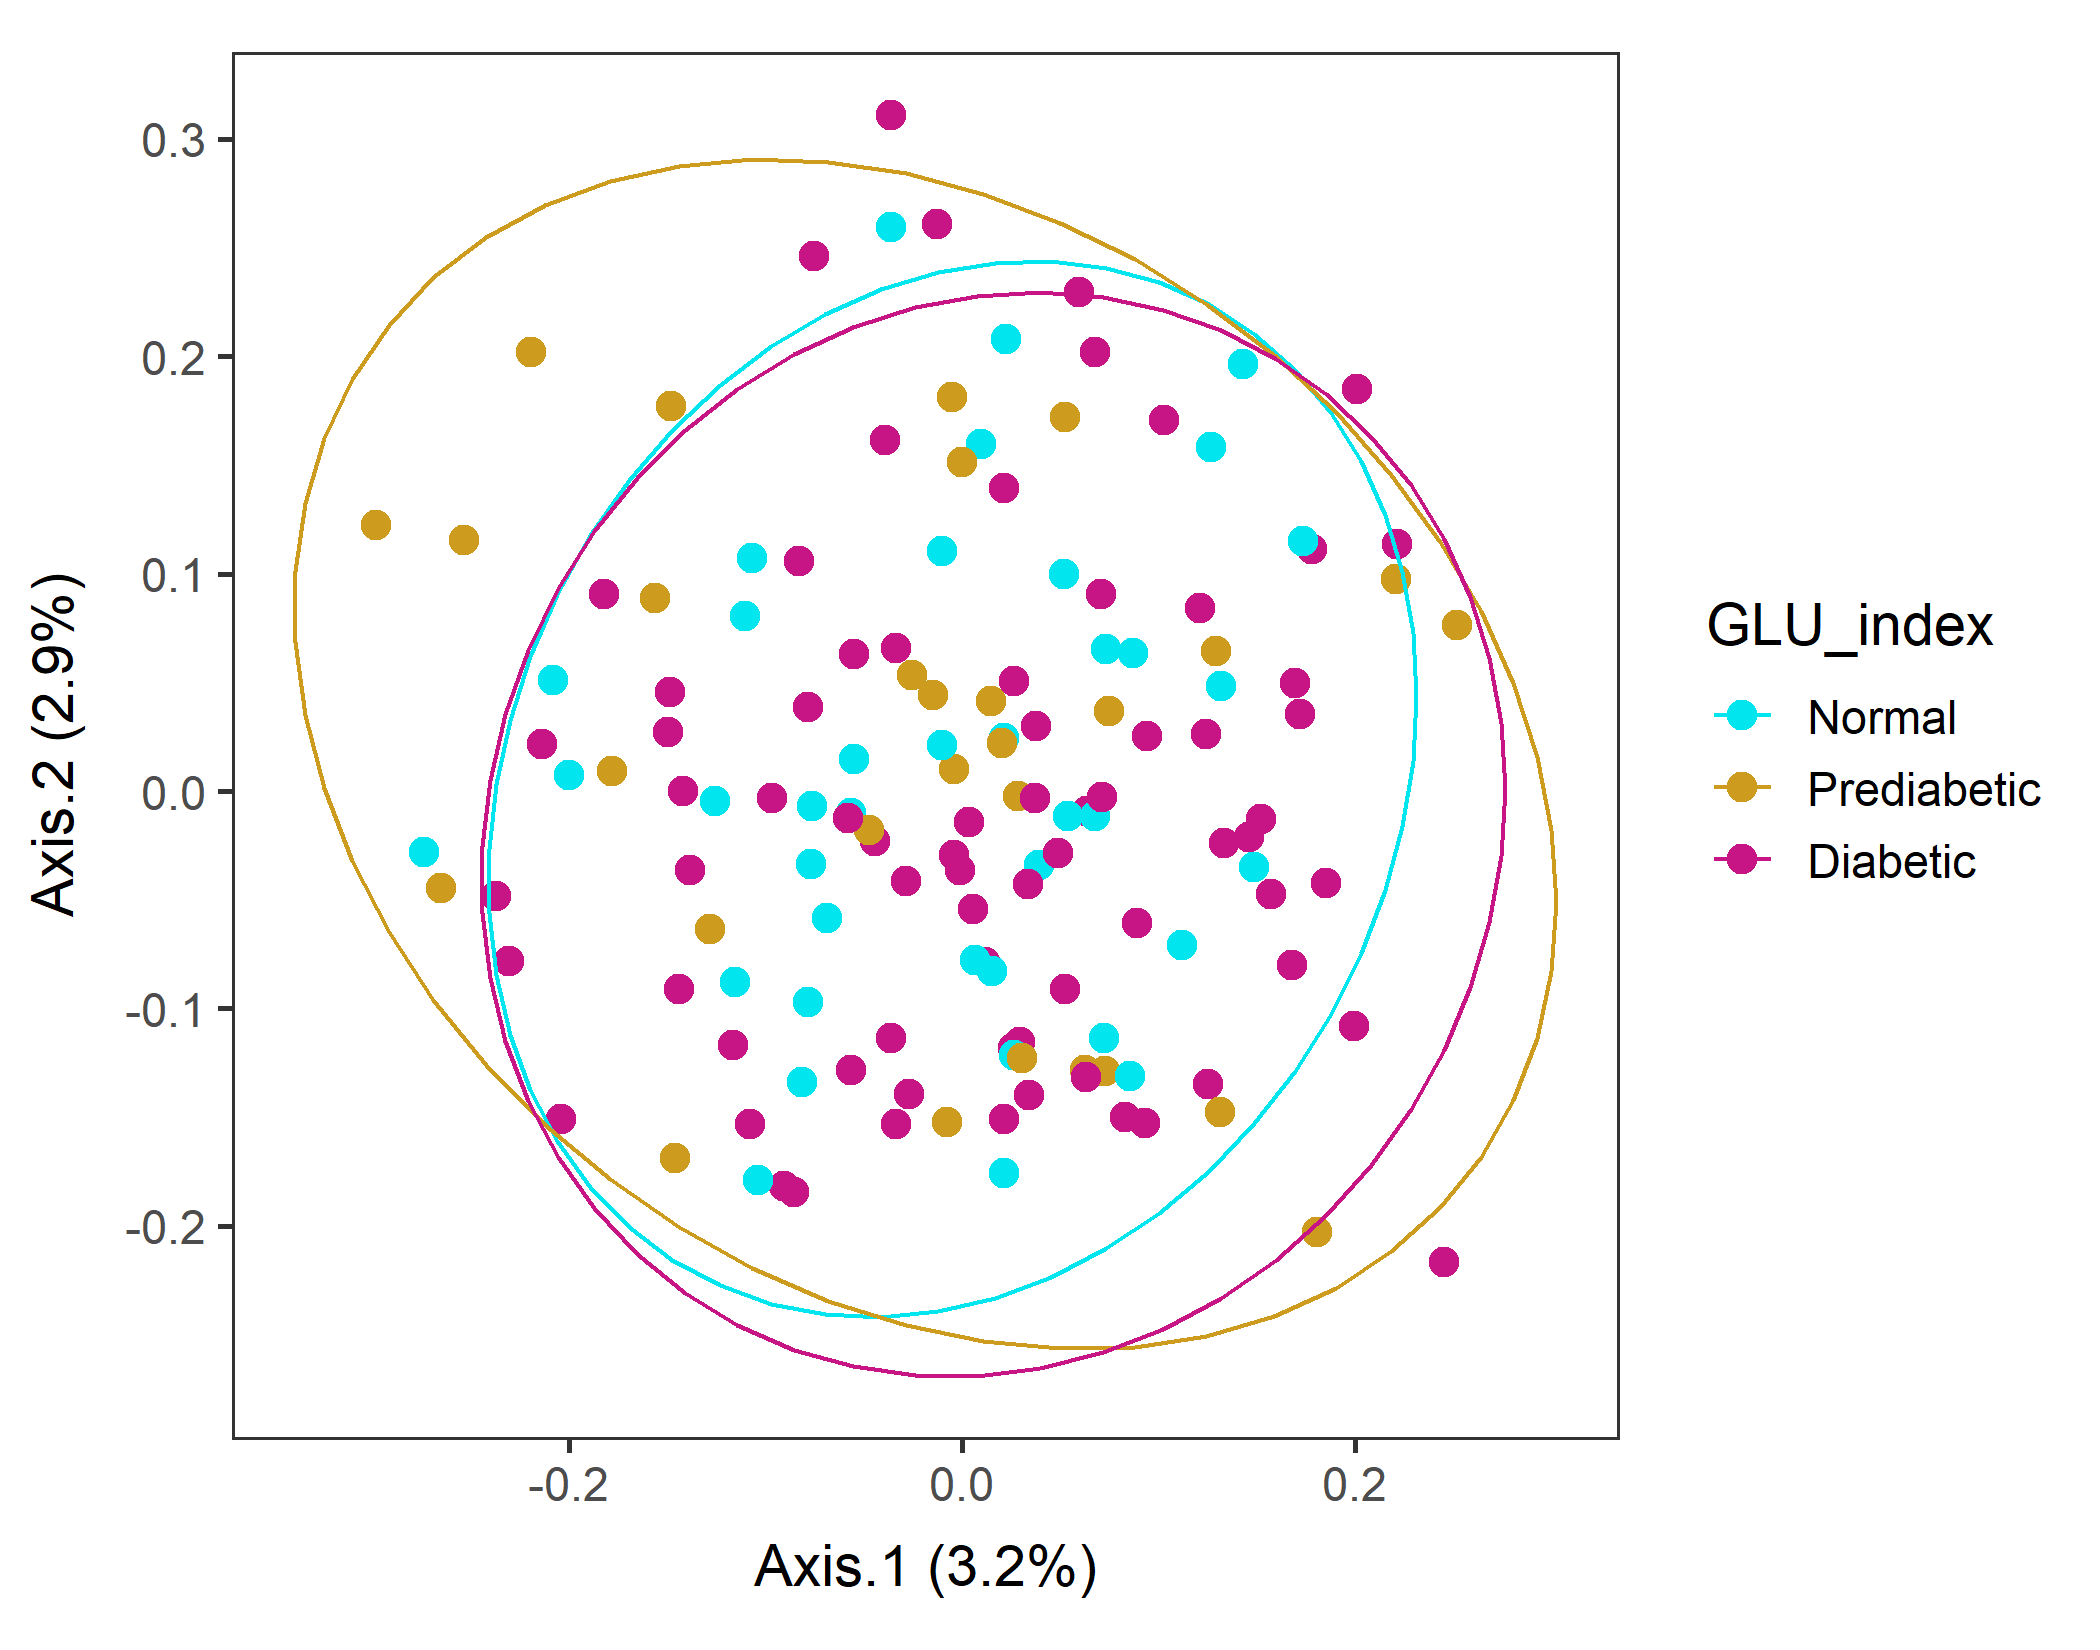 0.3
0.2
0.1
0.0
-0.1
-0.2
Axis.2 (2.9%)
-0.2
0.0
0.2
Axis.1 (3.2%)
GLU_index
Normal
Prediabetic
Diabetic